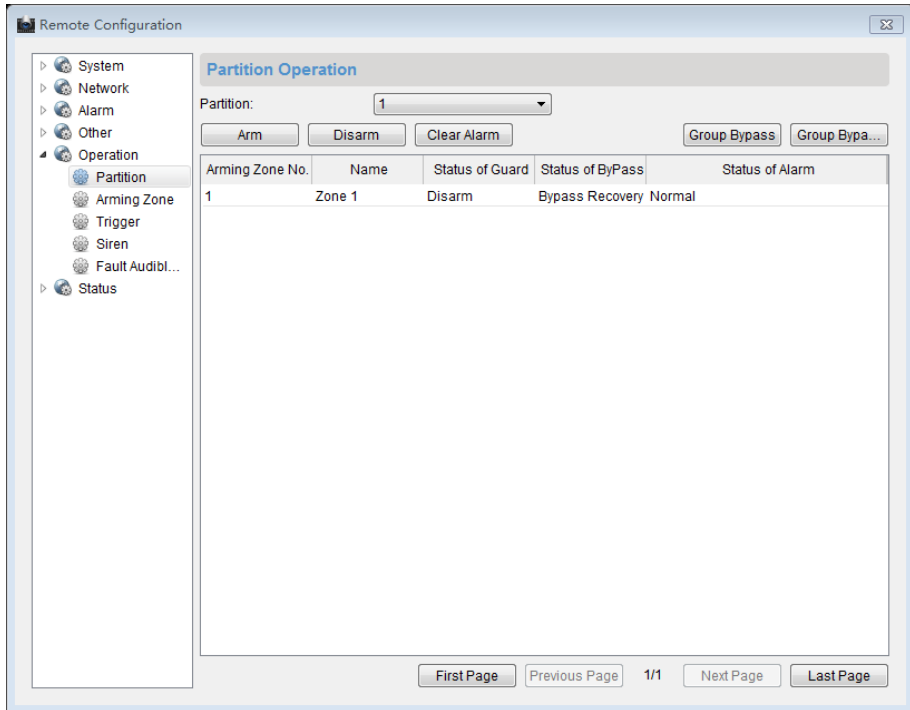 Remote Configuration
System
Network
Alarm
Other
Operation
Partition
Arming Zone
Trigger
Siren
Fault Audibl...
Status
Partition Operation
Partition: 1
Arm Disarm Clear Alarm Group Bypass Group Bypa...
Arming Zone No. Name Status of Guard Status of ByPass Status of Alarm
1 Zone 1 Disarm Bypass Recovery Normal
First Page Previous Page 1/1 Next Page Last Page